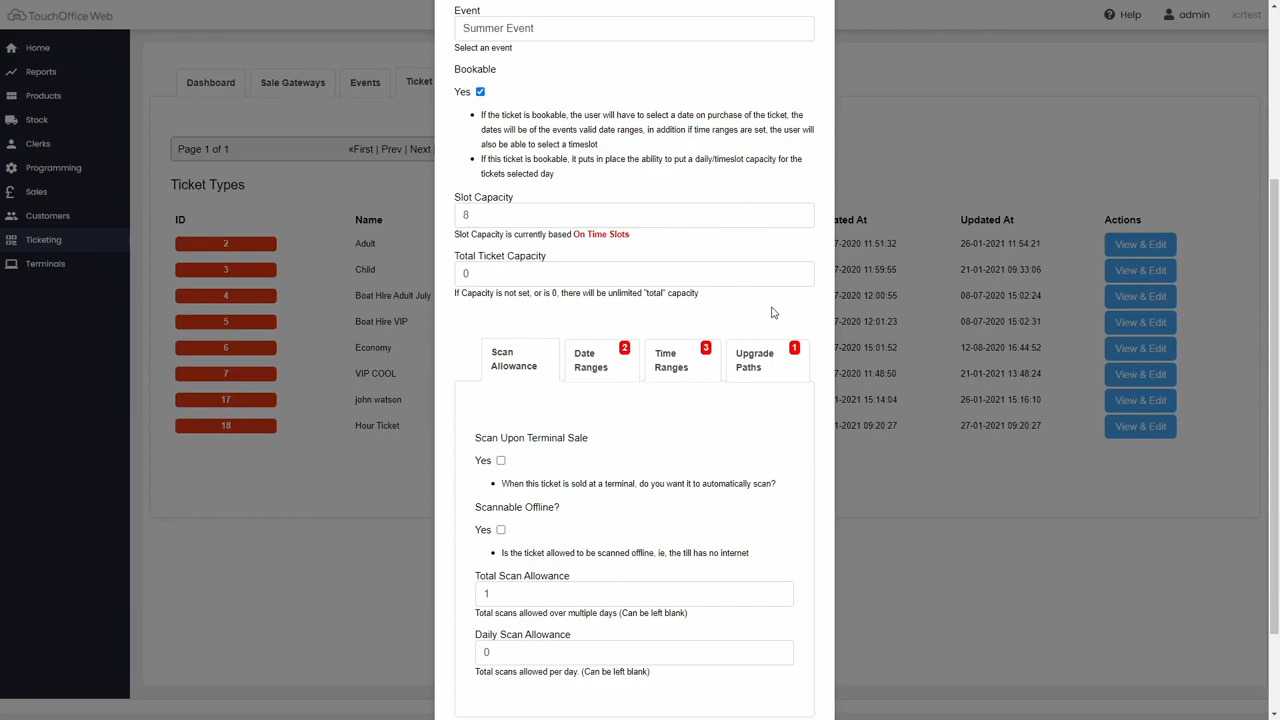 TouchOffice Web
Help
admin
icrtest
Home
Reports
Products
Stock
Clerks
Programming
Sales
Customers
Ticketing
Terminals
Dashboard
Sale Gateways
Events
Ticket
Page 1 of 1
«First | Prev | Next
Ticket Types
ID
Name
ated At
Updated At
Actions
2
Adult
-07-2020 11:51:32
26-01-2021 11:54:21
View & Edit
3
Child
-07-2020 11:59:55
21-01-2021 09:33:06
View & Edit
4
Boat Hire Adult July
-07-2020 12:00:55
08-07-2020 15:02:24
View & Edit
5
Boat Hire VIP
-07-2020 12:01:23
08-07-2020 15:02:31
View & Edit
6
Economy
-07-2020 15:01:52
12-08-2020 16:44:52
View & Edit
7
VIP COOL
-07-2020 11:48:50
21-01-2021 13:48:24
View & Edit
17
john watson
-01-2021 15:14:04
15-01-2021 15:16:10
View & Edit
18
Hour Ticket
-01-2021 09:20:27
27-01-2021 09:20:27
View & Edit
Event
Summer Event
Select an event
Bookable
Yes
If the ticket is bookable, the user will have to select a date on purchase of the ticket, the
dates will be of the events valid date ranges, in addition if time ranges are set, the user will
also be able to select a timeslot
If this ticket is bookable, it puts in place the ability to put a daily/timeslot capacity for the
tickets selected day
Slot Capacity
8
Slot Capacity is currently based On Time Slots
Total Ticket Capacity
0
If Capacity is not set, or is 0, there will be unlimited "total" capacity
Scan
Allowance
Date
Ranges
2
Time
Ranges
3
Upgrade
Paths
1
Scan Upon Terminal Sale
Yes
When this ticket is sold at a terminal, do you want it to automatically scan?
Scannable Offline?
Yes
Is the ticket allowed to be scanned offline, ie, the till has no internet
Total Scan Allowance
1
Total scans allowed over multiple days (Can be left blank)
Daily Scan Allowance
0
Total scans allowed per day. (Can be left blank)